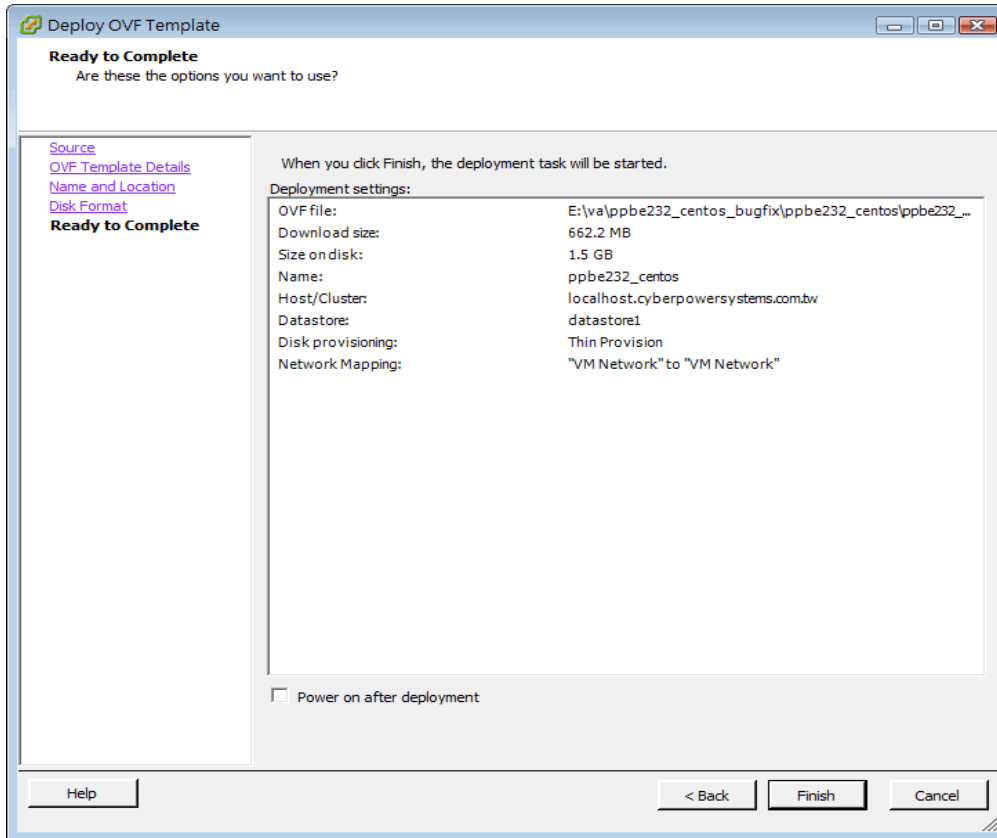 Deploy OVF Template
Ready to Complete
Are these the options you want to use?
Source
OVF Template Details
Name and Location
Disk Format
Ready to Complete
When you click Finish, the deployment task will be started.
Deployment settings:
OVF file: E:\va\ppbe232_centos_bugfix\ppbe232_centos\ppbe232_...
Download size: 662.2 MB
Size on disk: 1.5 GB
Name: ppbe232_centos
Host/Cluster: localhost.cyberpowersystems.com.tw
Datastore: datastore1
Disk provisioning: Thin Provision
Network Mapping: "VM Network" to "VM Network"
Power on after deployment
Help < Back Finish Cancel